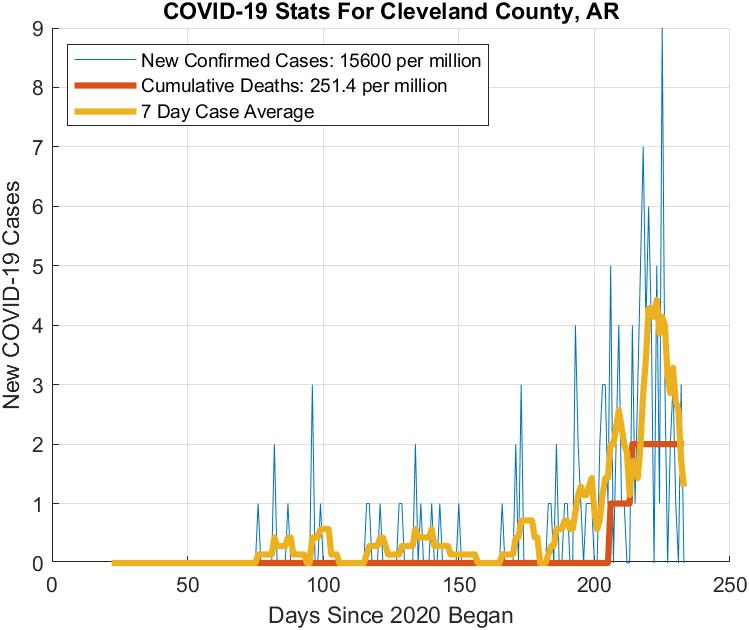 COVID-19 Stats For Cleveland County, AR
New Confirmed Cases: 15600 per million
Cumulative Deaths: 251.4 per million
7 Day Case Average
New COVID-19 Cases
9
8
7
6
5
4
3
2
1
0
0 50 100 150 200 250
Days Since 2020 Began